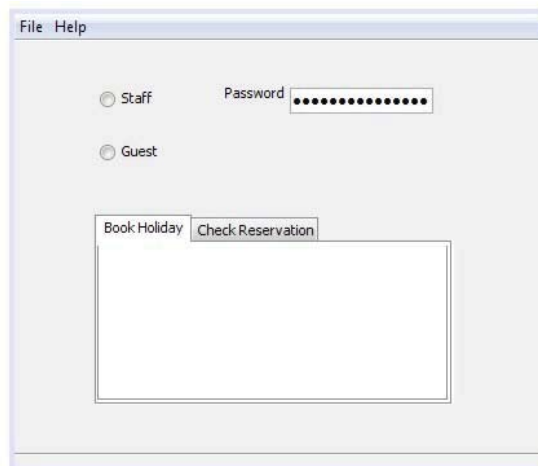 File Help
Staff Password •••••••••••••••
Guest
Book Holiday Check Reservation